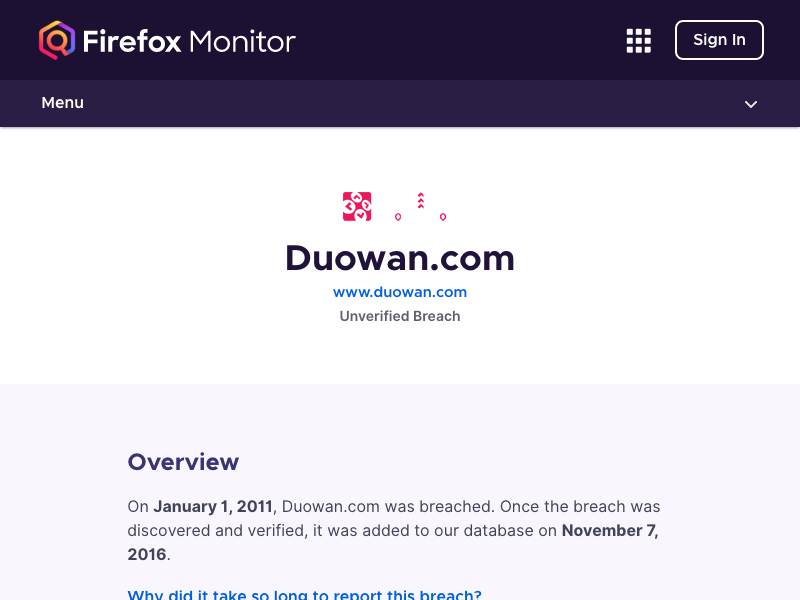 Firefox Monitor
Sign In
Menu
Duowan.com
www.duowan.com
Unverified Breach
Overview
On January 1, 2011, Duowan.com was breached. Once the breach was
discovered and verified, it was added to our database on November 7,
2016.
Why did it take so long to report this breach?